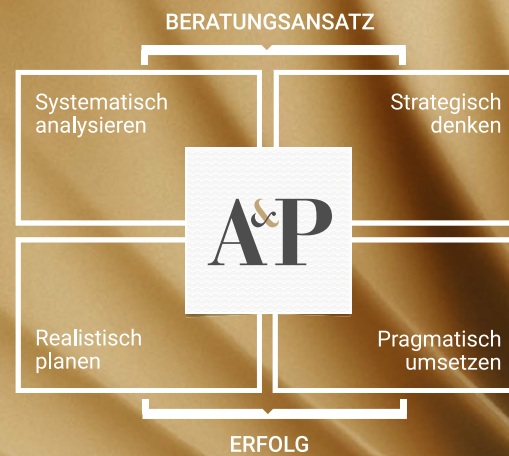 BERATUNGSANSATZ
Systematisch
analysieren
Strategisch
denken
A&P
Realistisch
planen
Pragmatisch
umsetzen
ERFOLG